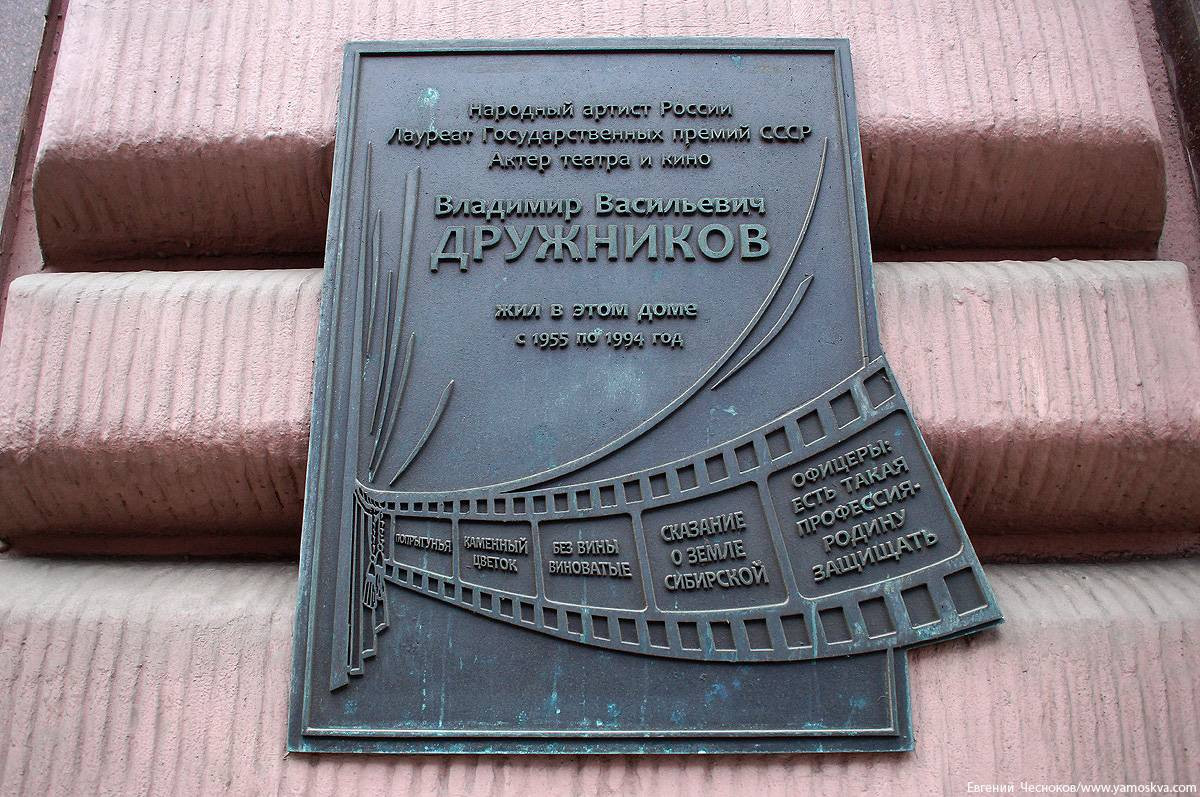 Народный артист России
Лауреат Государственных премий СССР
Актер театра и кино
Владимир Васильевич
ДРУЖНИКОВ
жил в этом доме
с 1955 по 1994 год
ПОПРЫГУНЬЯ
КАМЕННЫЙ
ЦВЕТОК
БЕЗ ВИНЫ
ВИНОВАТЫЕ
СКАЗАНИЕ
О ЗЕМЛЕ
СИБИРСКОЙ
ОФИЦЕРЫ:
ЕСТЬ ТАКАЯ
ПРОФЕССИЯ-
РОДИНУ
ЗАЩИЩАТЬ
Евгений Чесноков/www.yamoskva.com